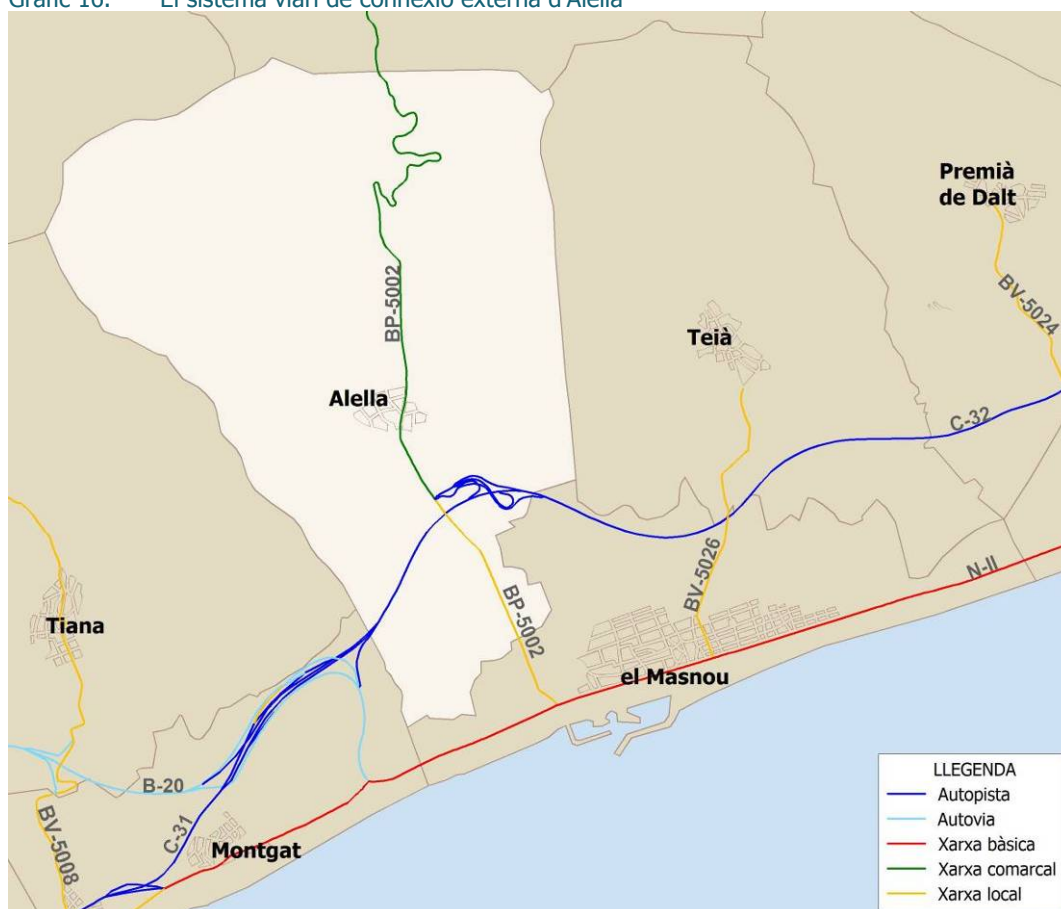 Gràfic 16. El sistema viari de connexió externa d'Alella
Premià
de Dalt
BV-5024
BP-5002
Teià
Alella
C-32
BV-5026
N-II
BP-5002
Tiana
el Masnou
B-20
C-31
BV-5008
Montgat
LLEGENDA
Autopista
Autovia
Xarxa bàsica
Xarxa comarcal
Xarxa local